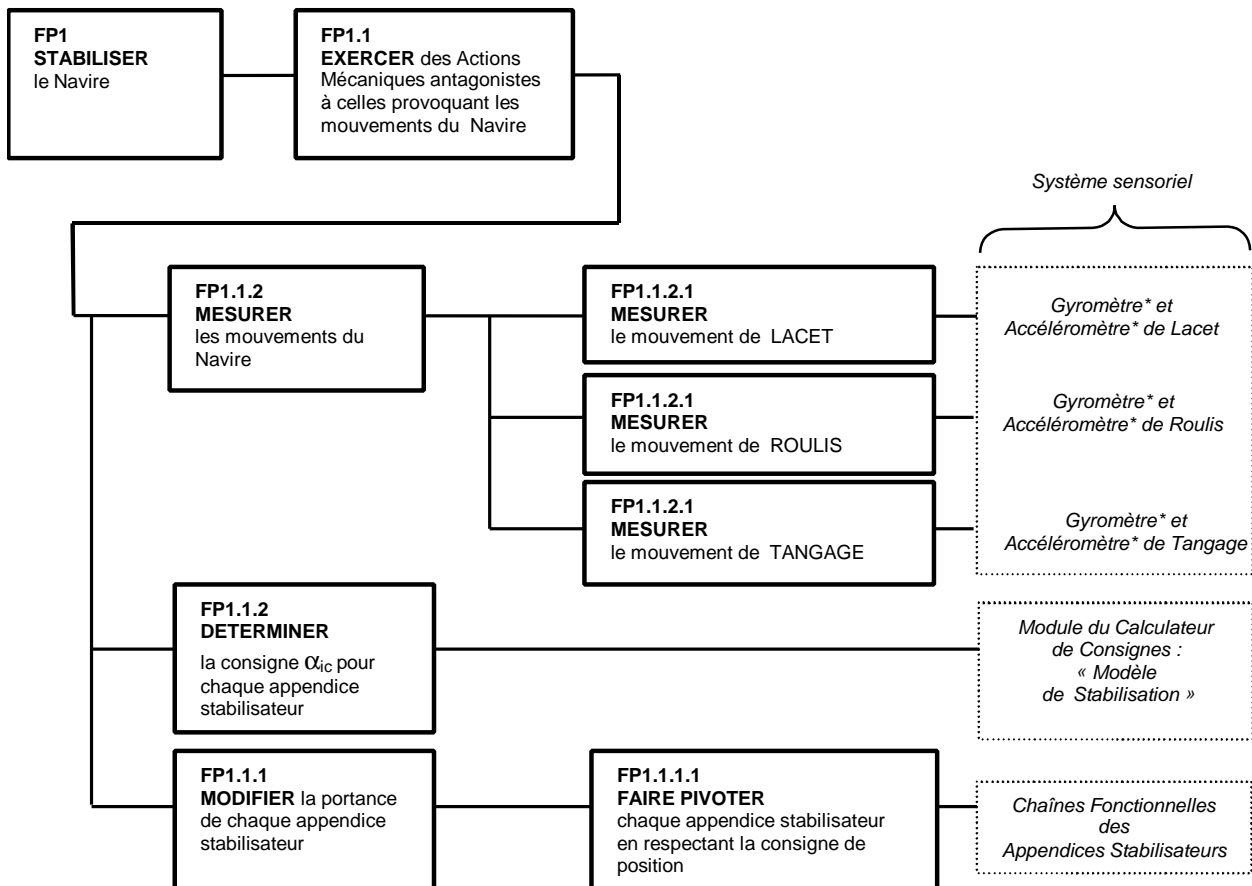 FP1
STABILISER
le Navire
FP1.1
EXERCER des Actions
Mécaniques antagonistes
à celles provoquant les
mouvements du Navire
Système sensoriel
FP1.1.2
MESURER
les mouvements du
Navire
FP1.1.2.1
MESURER
le mouvement de LACET
Gyromètre* et
Accéléromètre* de Lacet
FP1.1.2.1
MESURER
le mouvement de ROULIS
Gyromètre* et
Accéléromètre* de Roulis
FP1.1.2.1
MESURER
le mouvement de TANGAGE
Gyromètre* et
Accéléromètre* de Tangage
FP1.1.2
DETERMINER
la consigne αic pour
chaque appendice
stabilisateur
Module du Calculateur
de Consignes :
« Modèle
de Stabilisation »
FP1.1.1
MODIFIER la portance
de chaque appendice
stabilisateur
FP1.1.1.1
FAIRE PIVOTER
chaque appendice stabilisateur
en respectant la consigne de
position
Chaînes Fonctionnelles
des
Appendices Stabilisateurs